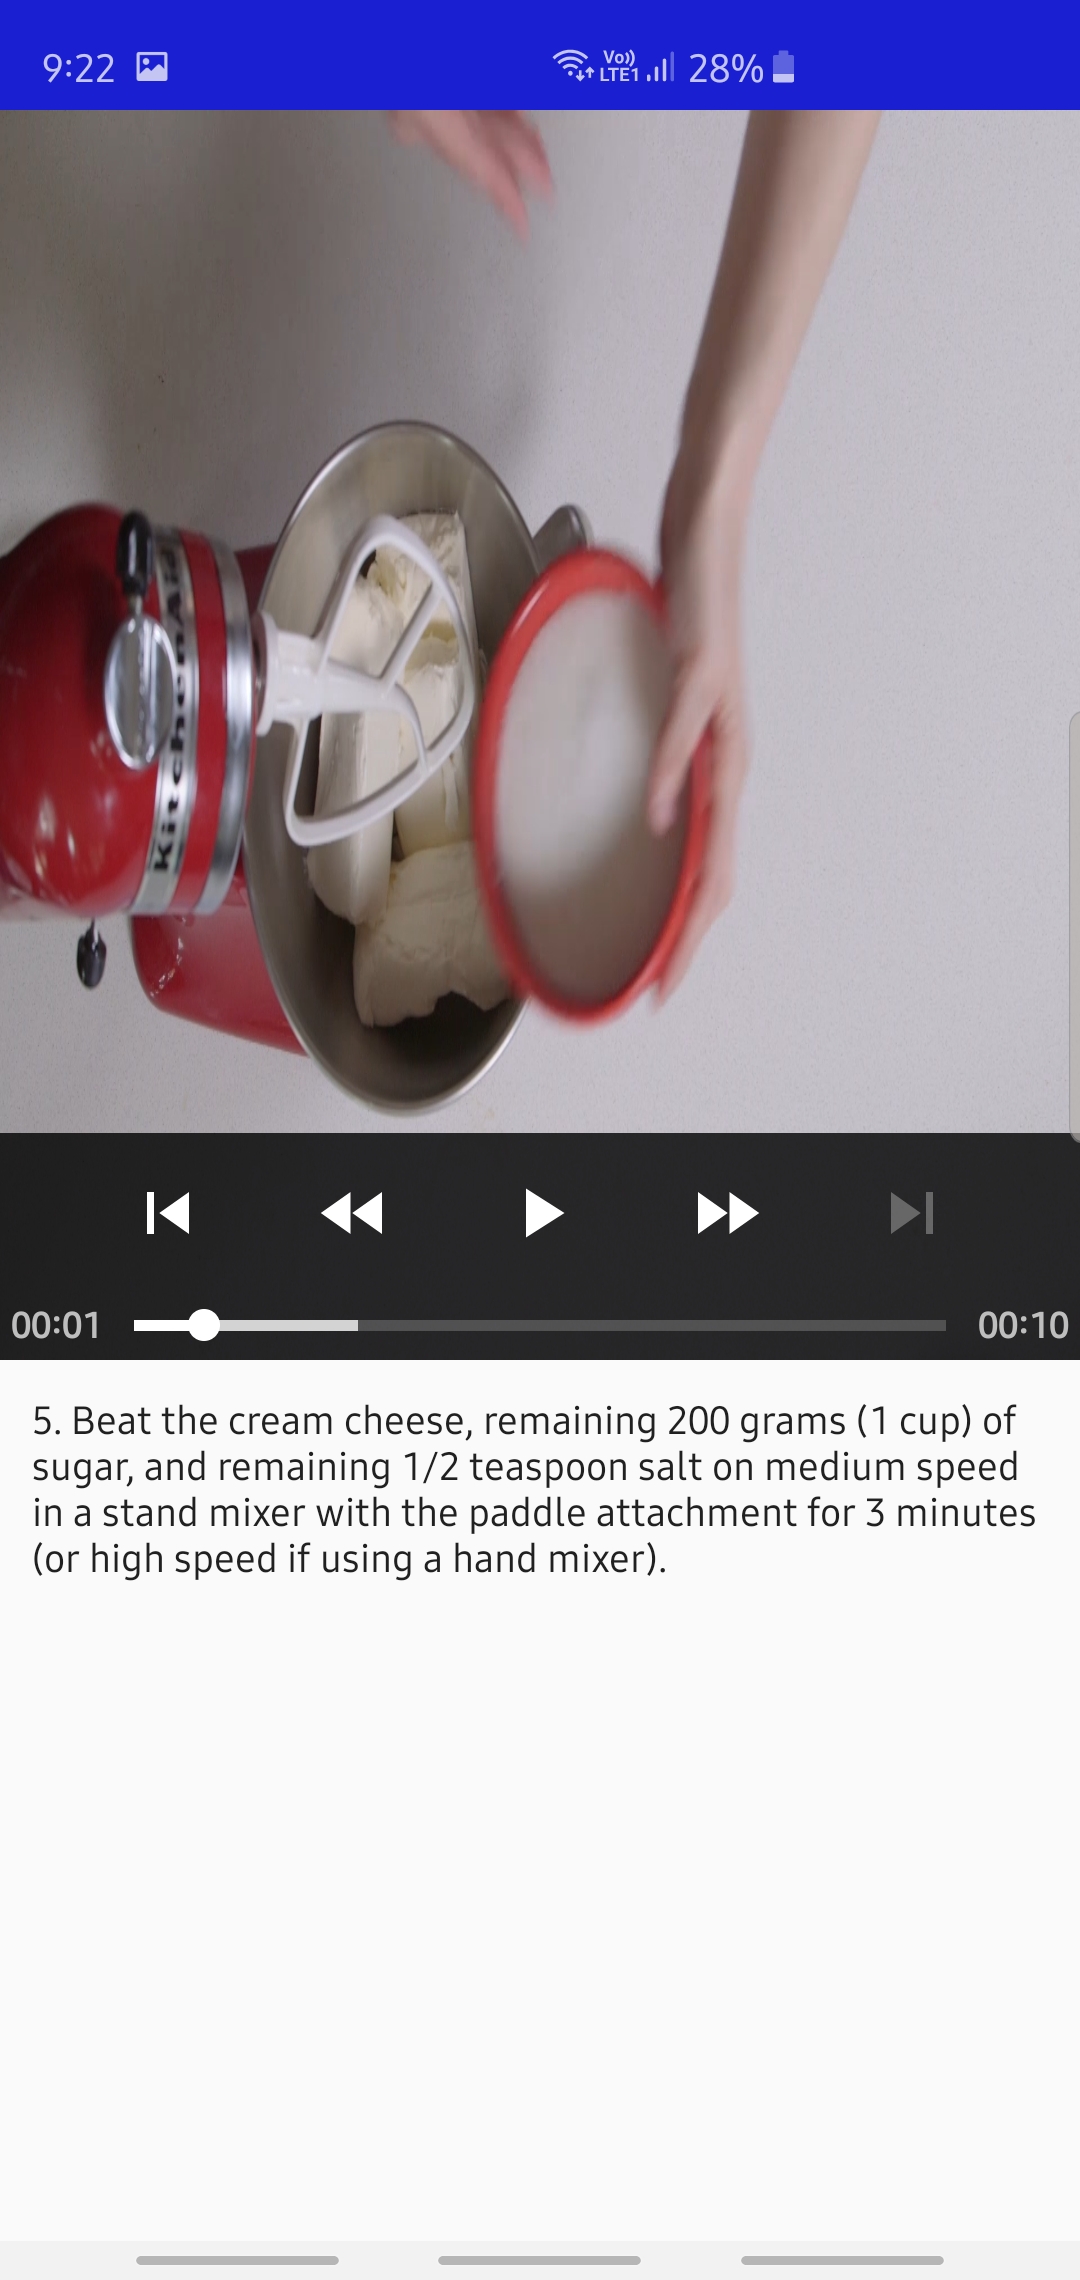 9:22
Vo))
LTE1
28%
KitchenAid
00:01
00:10
5. Beat the cream cheese, remaining 200 grams (1 cup) of
sugar, and remaining 1/2 teaspoon salt on medium speed
in a stand mixer with the paddle attachment for 3 minutes
(or high speed if using a hand mixer).